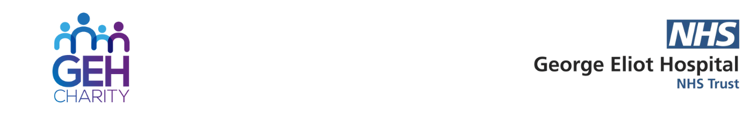 GEH
CHARITY
NHS
George Eliot Hospital
NHS Trust